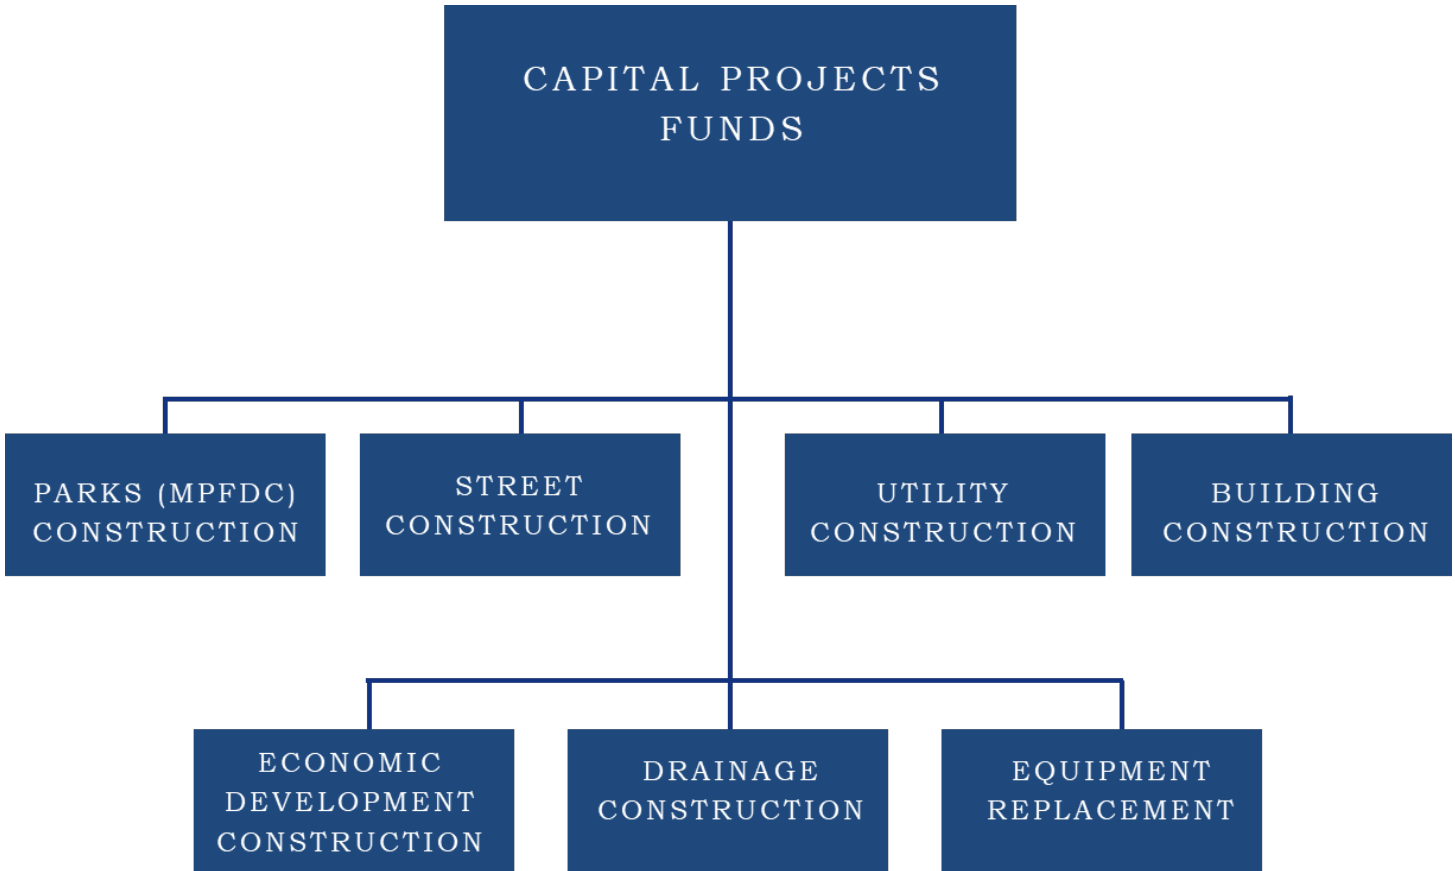 CAPITAL PROJECTS
FUNDS
PARKS (MPFDC)
CONSTRUCTION
STREET
CONSTRUCTION
UTILITY
CONSTRUCTION
BUILDING
CONSTRUCTION
ECONOMIC
DEVELOPMENT
CONSTRUCTION
DRAINAGE
CONSTRUCTION
EQUIPMENT
REPLACEMENT